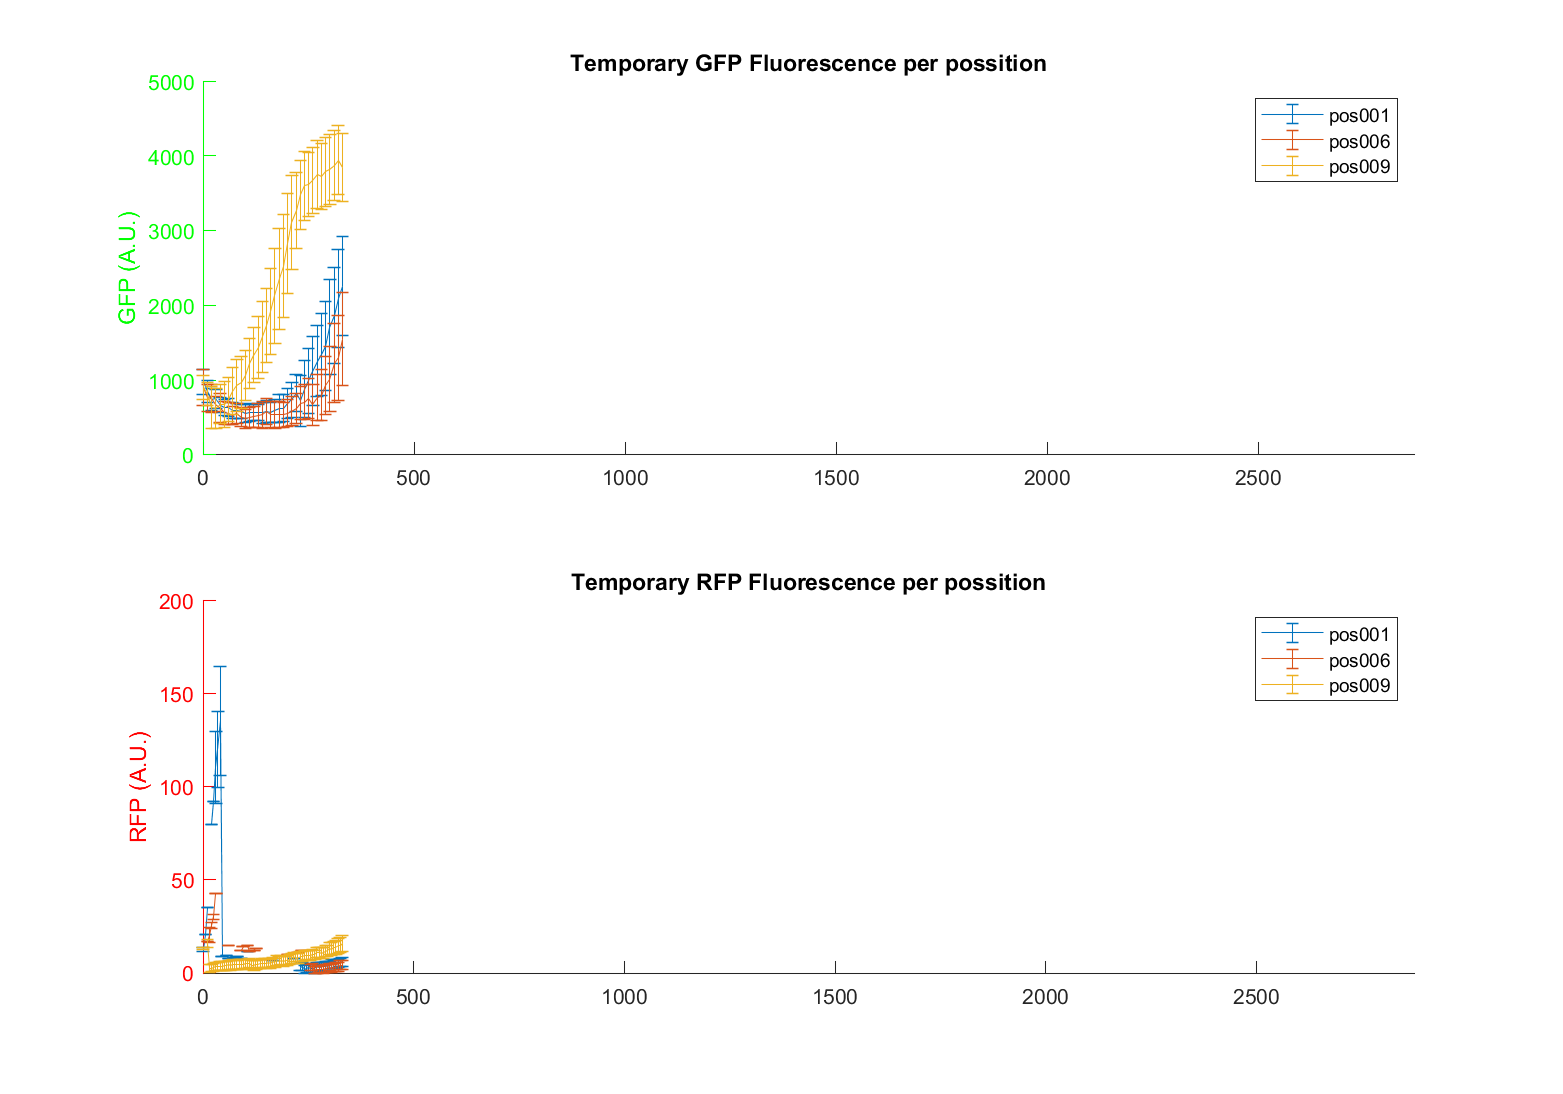 Temporary GFP Fluorescence per possition
5000
4000
3000
2000
1000
0
GFP (A.U.)
0 500 1000 1500 2000 2500
pos001
pos006
pos009
Temporary RFP Fluorescence per possition
200
150
100
50
0
RFP (A.U.)
0 500 1000 1500 2000 2500
pos001
pos006
pos009